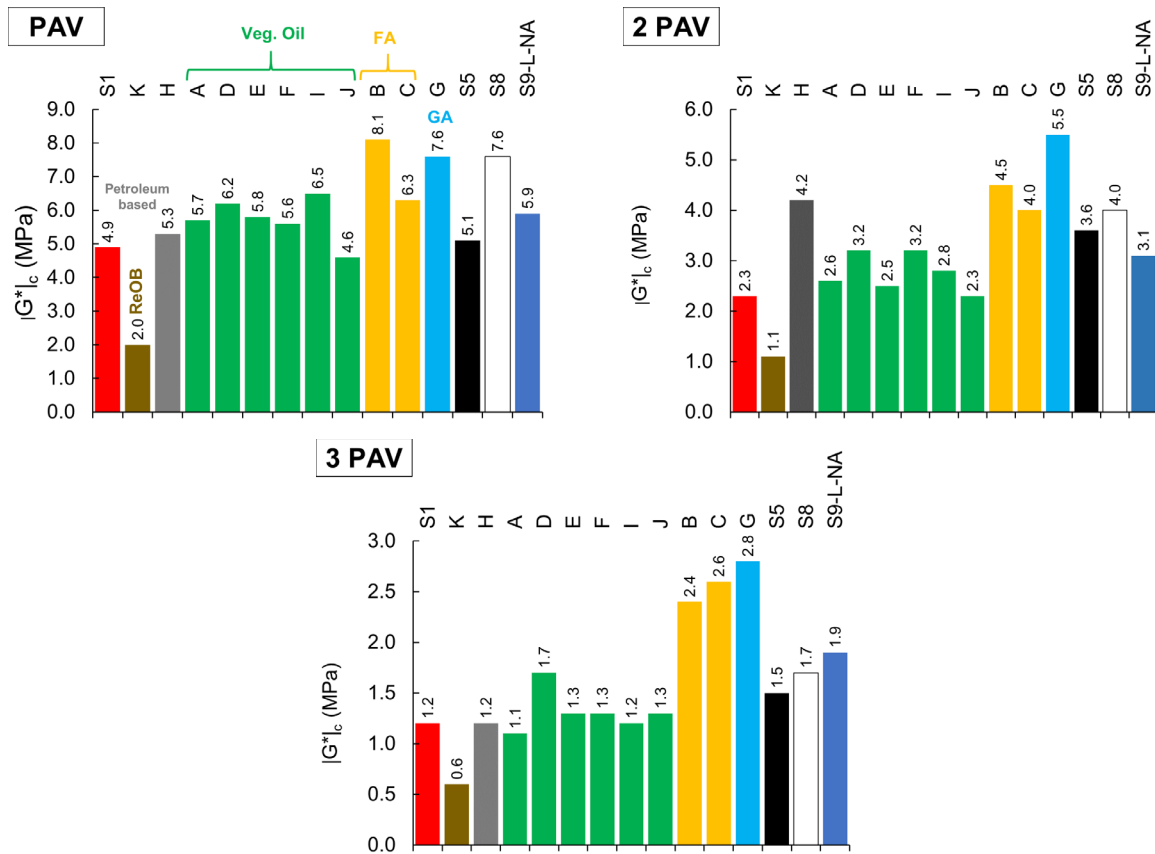 PAV
Veg. Oil
FA
S1 K H A D E F I J B C G S5 S8 S9-L-NA
GA
Petroleum
based
ReOB
|G*|c (MPa)
9.0
8.0
7.0
6.0
5.0
4.0
3.0
2.0
1.0
0.0
4.9 2.0 5.3 5.7 6.2 5.8 5.6 6.5 4.6 8.1 6.3 7.6 5.1 7.6 5.9
2 PAV
S1 K H A D E F I J B C G S5 S8 S9-L-NA
|G*|c (MPa)
6.0
5.0
4.0
3.0
2.0
1.0
0.0
2.3 1.1 4.2 2.6 3.2 2.5 3.2 2.8 2.3 4.5 4.0 5.5 3.6 4.0 3.1
3 PAV
S1 K H A D E F I J B C G S5 S8 S9-L-NA
|G*|c (MPa)
3.0
2.5
2.0
1.5
1.0
0.5
0.0
1.2 0.6 1.2 1.1 1.7 1.3 1.3 1.2 1.3 2.4 2.6 2.8 1.5 1.7 1.9